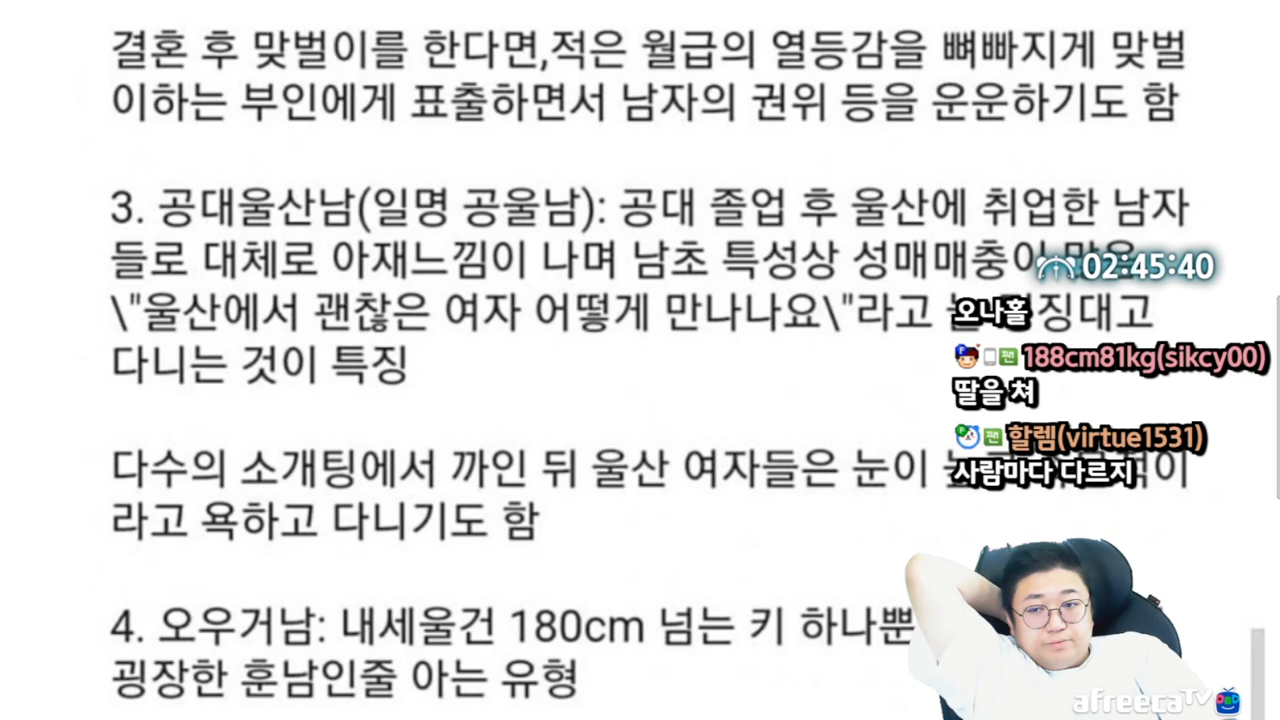 결혼 후 맞벌이를 한다면,적은 월급의 열등감을 뼈빠지게 맞벌
이하는 부인에게 표출하면서 남자의 권위 등을 운운하기도 함
3. 공대울산남(일명 공울남): 공대 졸업 후 울산에 취업한 남자
들로 대체로 아재느낌이 나며 남초 특성상 성매매충이
\"울산에서 괜찮은 여자 어떻게 만나나요\"라고 징대고
다니는 것이 특징
다수의 소개팅에서 까인 뒤 울산 여자들은 눈이
라고 욕하고 다니기도 함
4. 오우거남: 내세울건 180cm 넘는 키 하나뿐
굉장한 훈남인줄 아는 유형
02:45:40
오나홀
188cm81kg(sikcy00)
딸을 쳐
할렘(virtue1531)
사람마다 다르지
afreecaTV